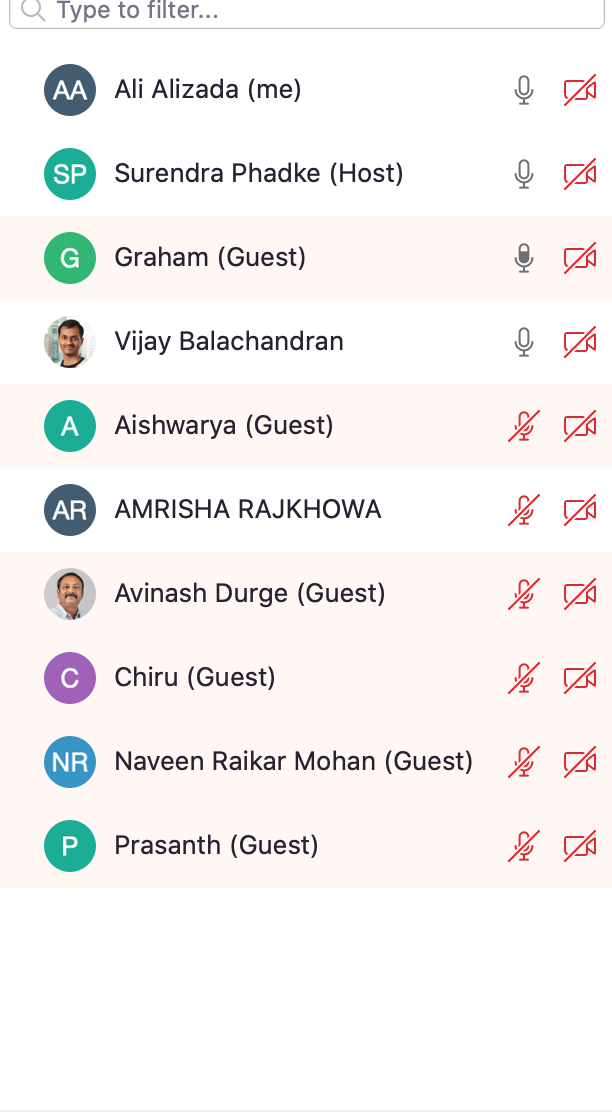 Type to filter...
AA Ali Alizada (me)
SP Surendra Phadke (Host)
G Graham (Guest)
Vijay Balachandran
A Aishwarya (Guest)
AR AMRISHA RAJKHOWA
Avinash Durge (Guest)
C Chiru (Guest)
NR Naveen Raikar Mohan (Guest)
P Prasanth (Guest)